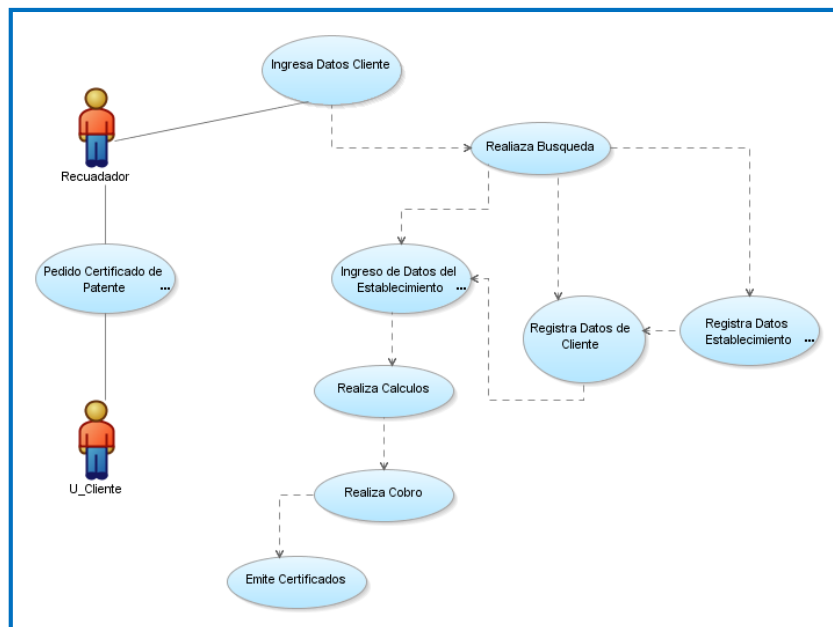 Ingresa Datos Cliente
Realiaza Busqueda
Recuadador
Pedido Certificado de
Patente ...
Ingreso de Datos del
Establecimiento ...
Registra Datos de
Cliente
Registra Datos
Establecimiento ...
Realiza Calculos
U_Cliente
Realiza Cobro
Emite Certificados